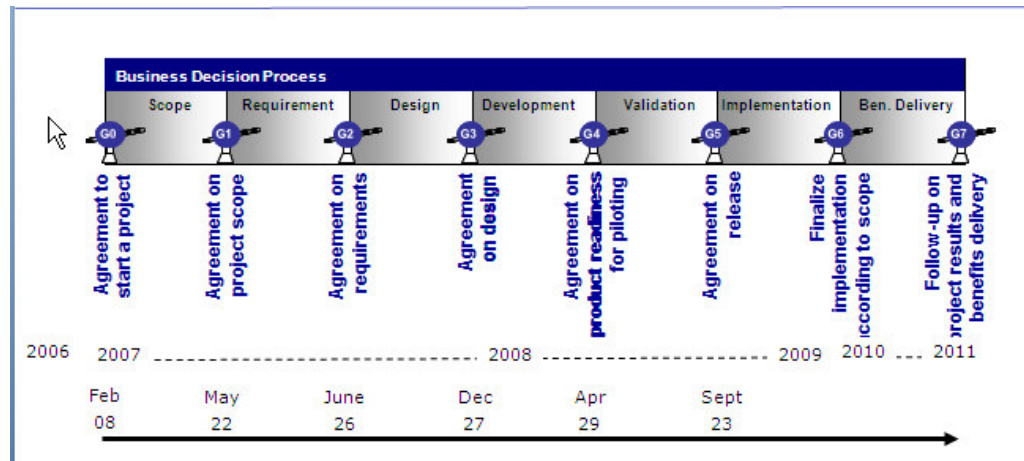 Business Decision Process
Scope Requirement Design Development Validation Implementation Ben. Delivery
G0 G1 G2 G3 G4 G5 G6 G7
Agreement to
start a project
Agreement on
project scope
Agreement on
requirements
Agreement
on design
Agreement on
product readiness
for piloting
Agreement on
release
Finalize
implementation
according to scope
Follow-up on
project results and
benefits delivery
2006 2007 2008 2009 2010 2011
Feb May June Dec Apr Sept
08 22 26 27 29 23